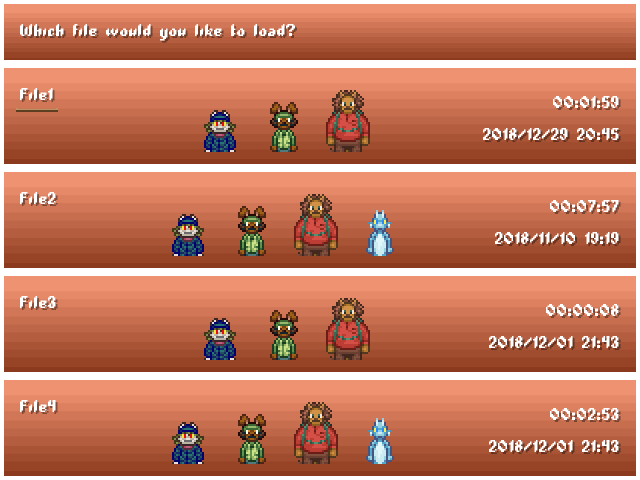 Which file would you like to load?
File1
00:01:59
2018/12/29 20:45
File2
00:07:57
2018/11/10 19:19
File3
00:00:08
2018/12/01 21:43
File4
00:02:53
2018/12/01 21:43